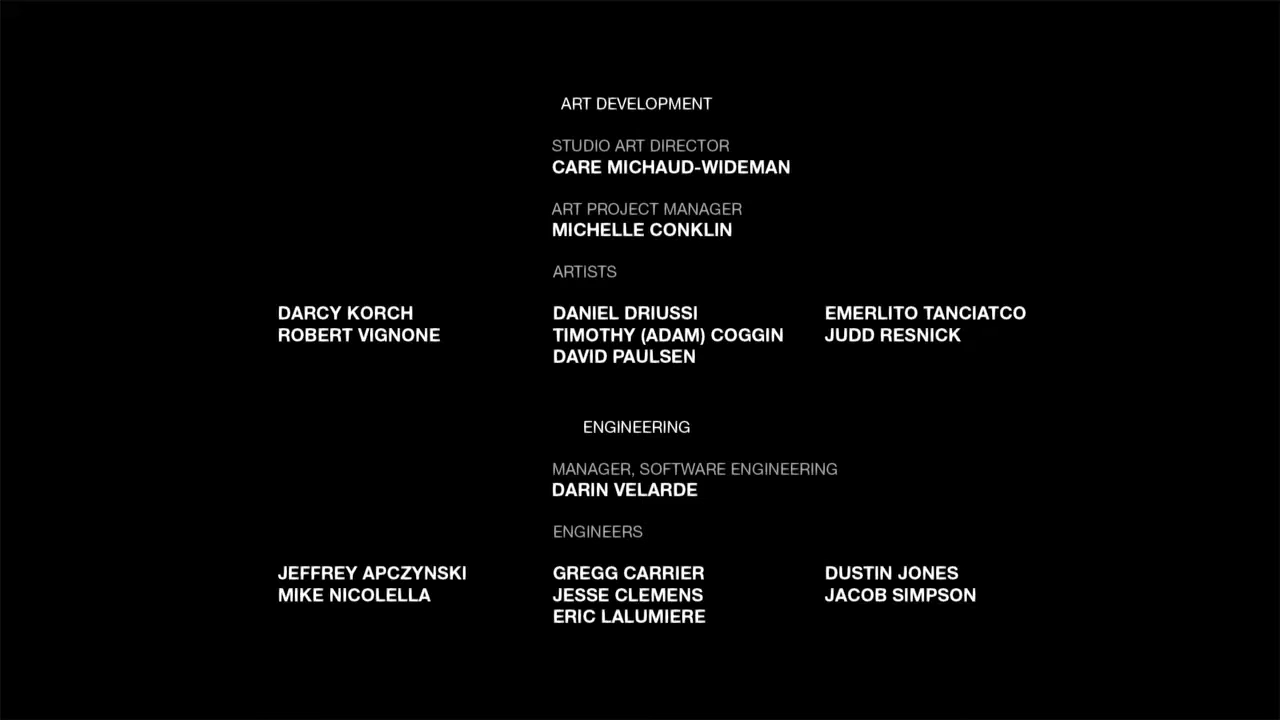 ART DEVELOPMENT
STUDIO ART DIRECTOR
CARE MICHAUD-WIDEMAN
ART PROJECT MANAGER
MICHELLE CONKLIN
ARTISTS
DARCY KORCH DANIEL DRIUSSI EMERLITO TANCIATCO
ROBERT VIGNONE TIMOTHY (ADAM) COGGIN JUDD RESNICK
DAVID PAULSEN
ENGINEERING
MANAGER, SOFTWARE ENGINEERING
DARIN VELARDE
ENGINEERS
JEFFREY APCZYNSKI GREGG CARRIER DUSTIN JONES
MIKE NICOLELLA JESSE CLEMENS JACOB SIMPSON
ERIC LALUMIERE